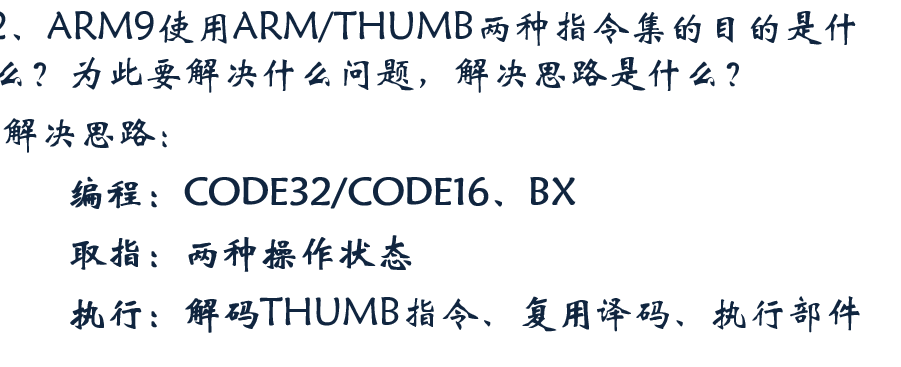 2、ARM9使用ARM/THUMB两种指令集的目的是什
么？为此要解决什么问题，解决思路是什么？
解决思路：
编程：CODE32/CODE16、BX
取指：两种操作状态
执行：解码THUMB指令、复用译码、执行部件